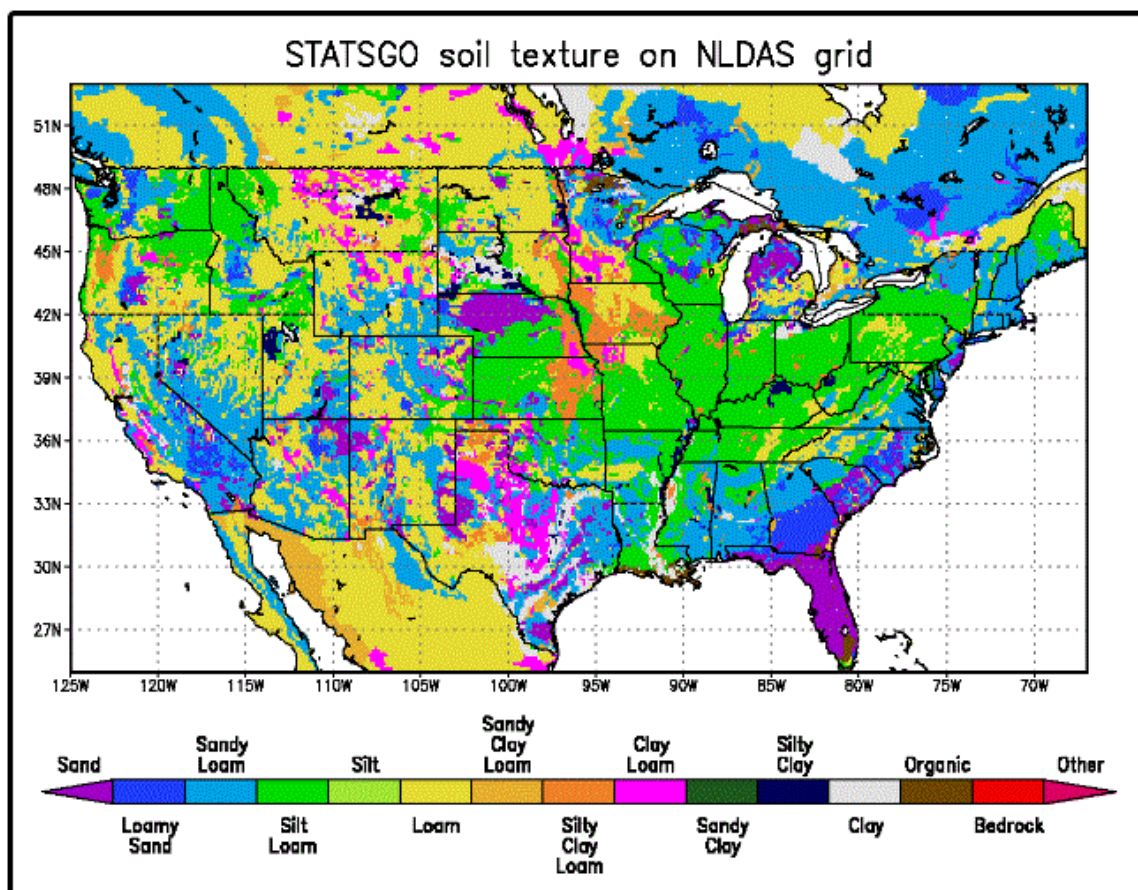 STATSGO soil texture on NLDAS grid
51N
48N
45N
42N
39N
36N
33N
30N
27N
125W 120W 115W 110W 105W 100W 95W 90W 85W 80W 75W 70W
Sand
Sandy
Loam
Silt
Sandy
Clay
Loam
Clay
Loam
Silty
Clay
Organic
Other
Loamy
Sand
Silt
Loam
Loam
Silty
Clay
Loam
Sandy
Clay
Clay
Bedrock